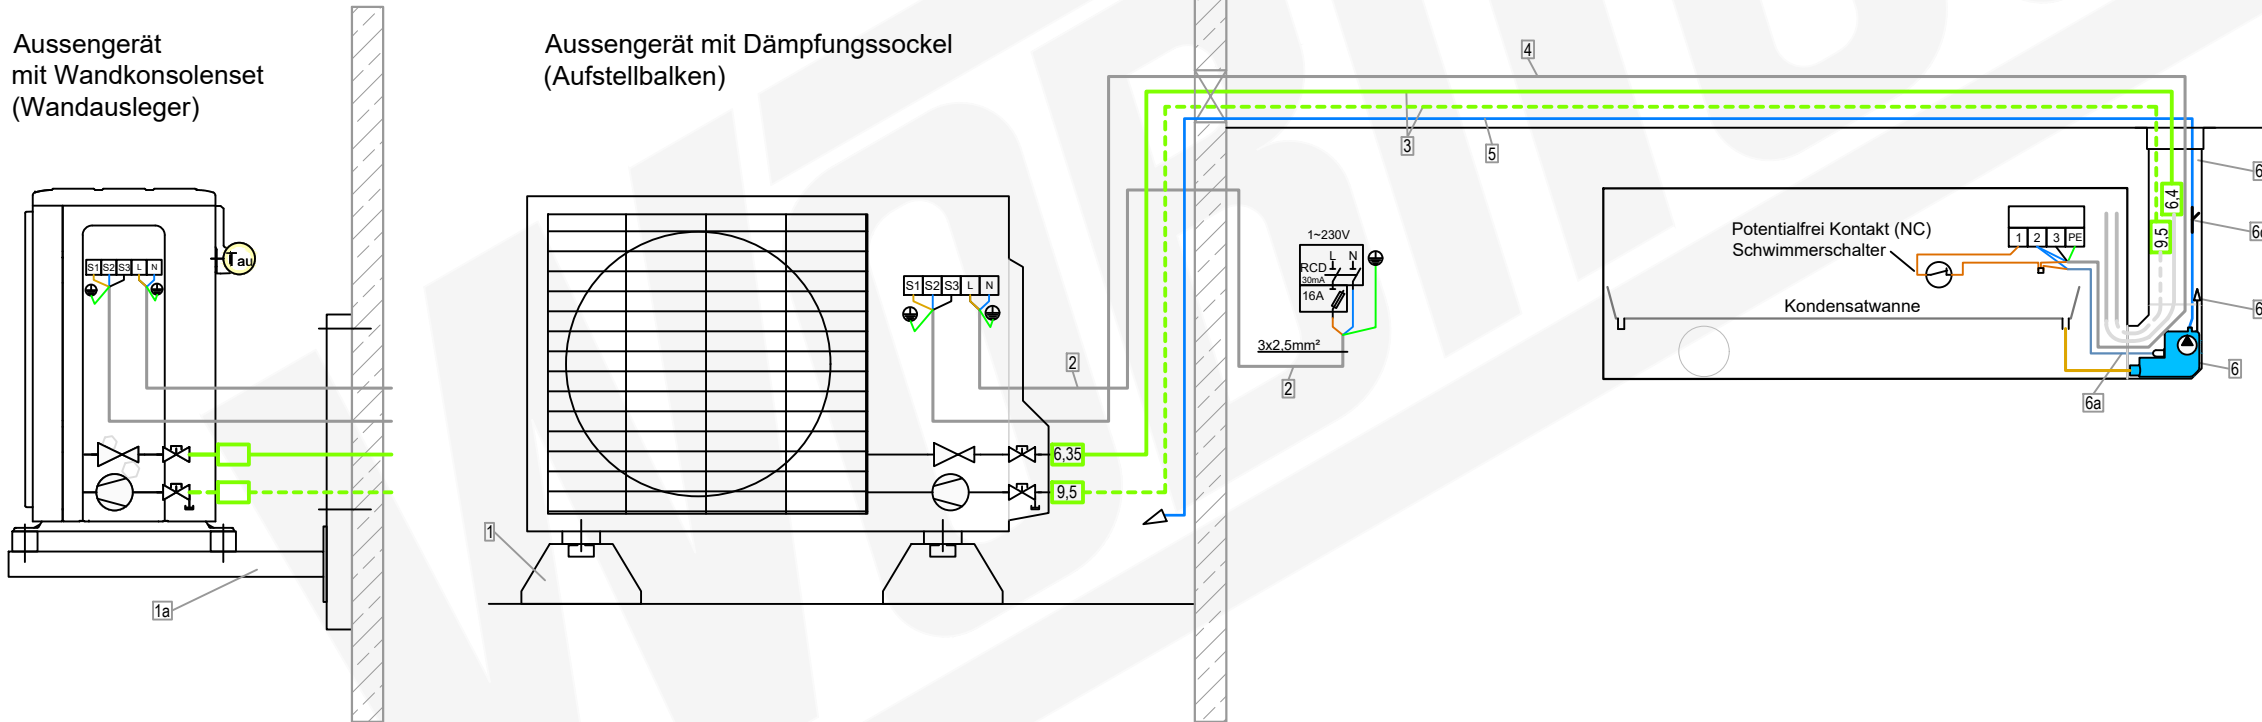 Aussengerät
mit Wandkonsolenset
(Wandausleger)
Aussengerät mit Dämpfungssockel
(Aufstellbalken)
4
3
5
6
6,4
9,5
Potentialfrei Kontakt (NC)
Schwimmerschalter
1 2 3 PE
Kondensatwanne
6
6
6a
1~230V
L N
RCD
30mA
16A
3x2,5mm²
2
2
S1 S2 S3 L N
Tau
S1 S2 S3 L N
6,35
9,5
1
1a